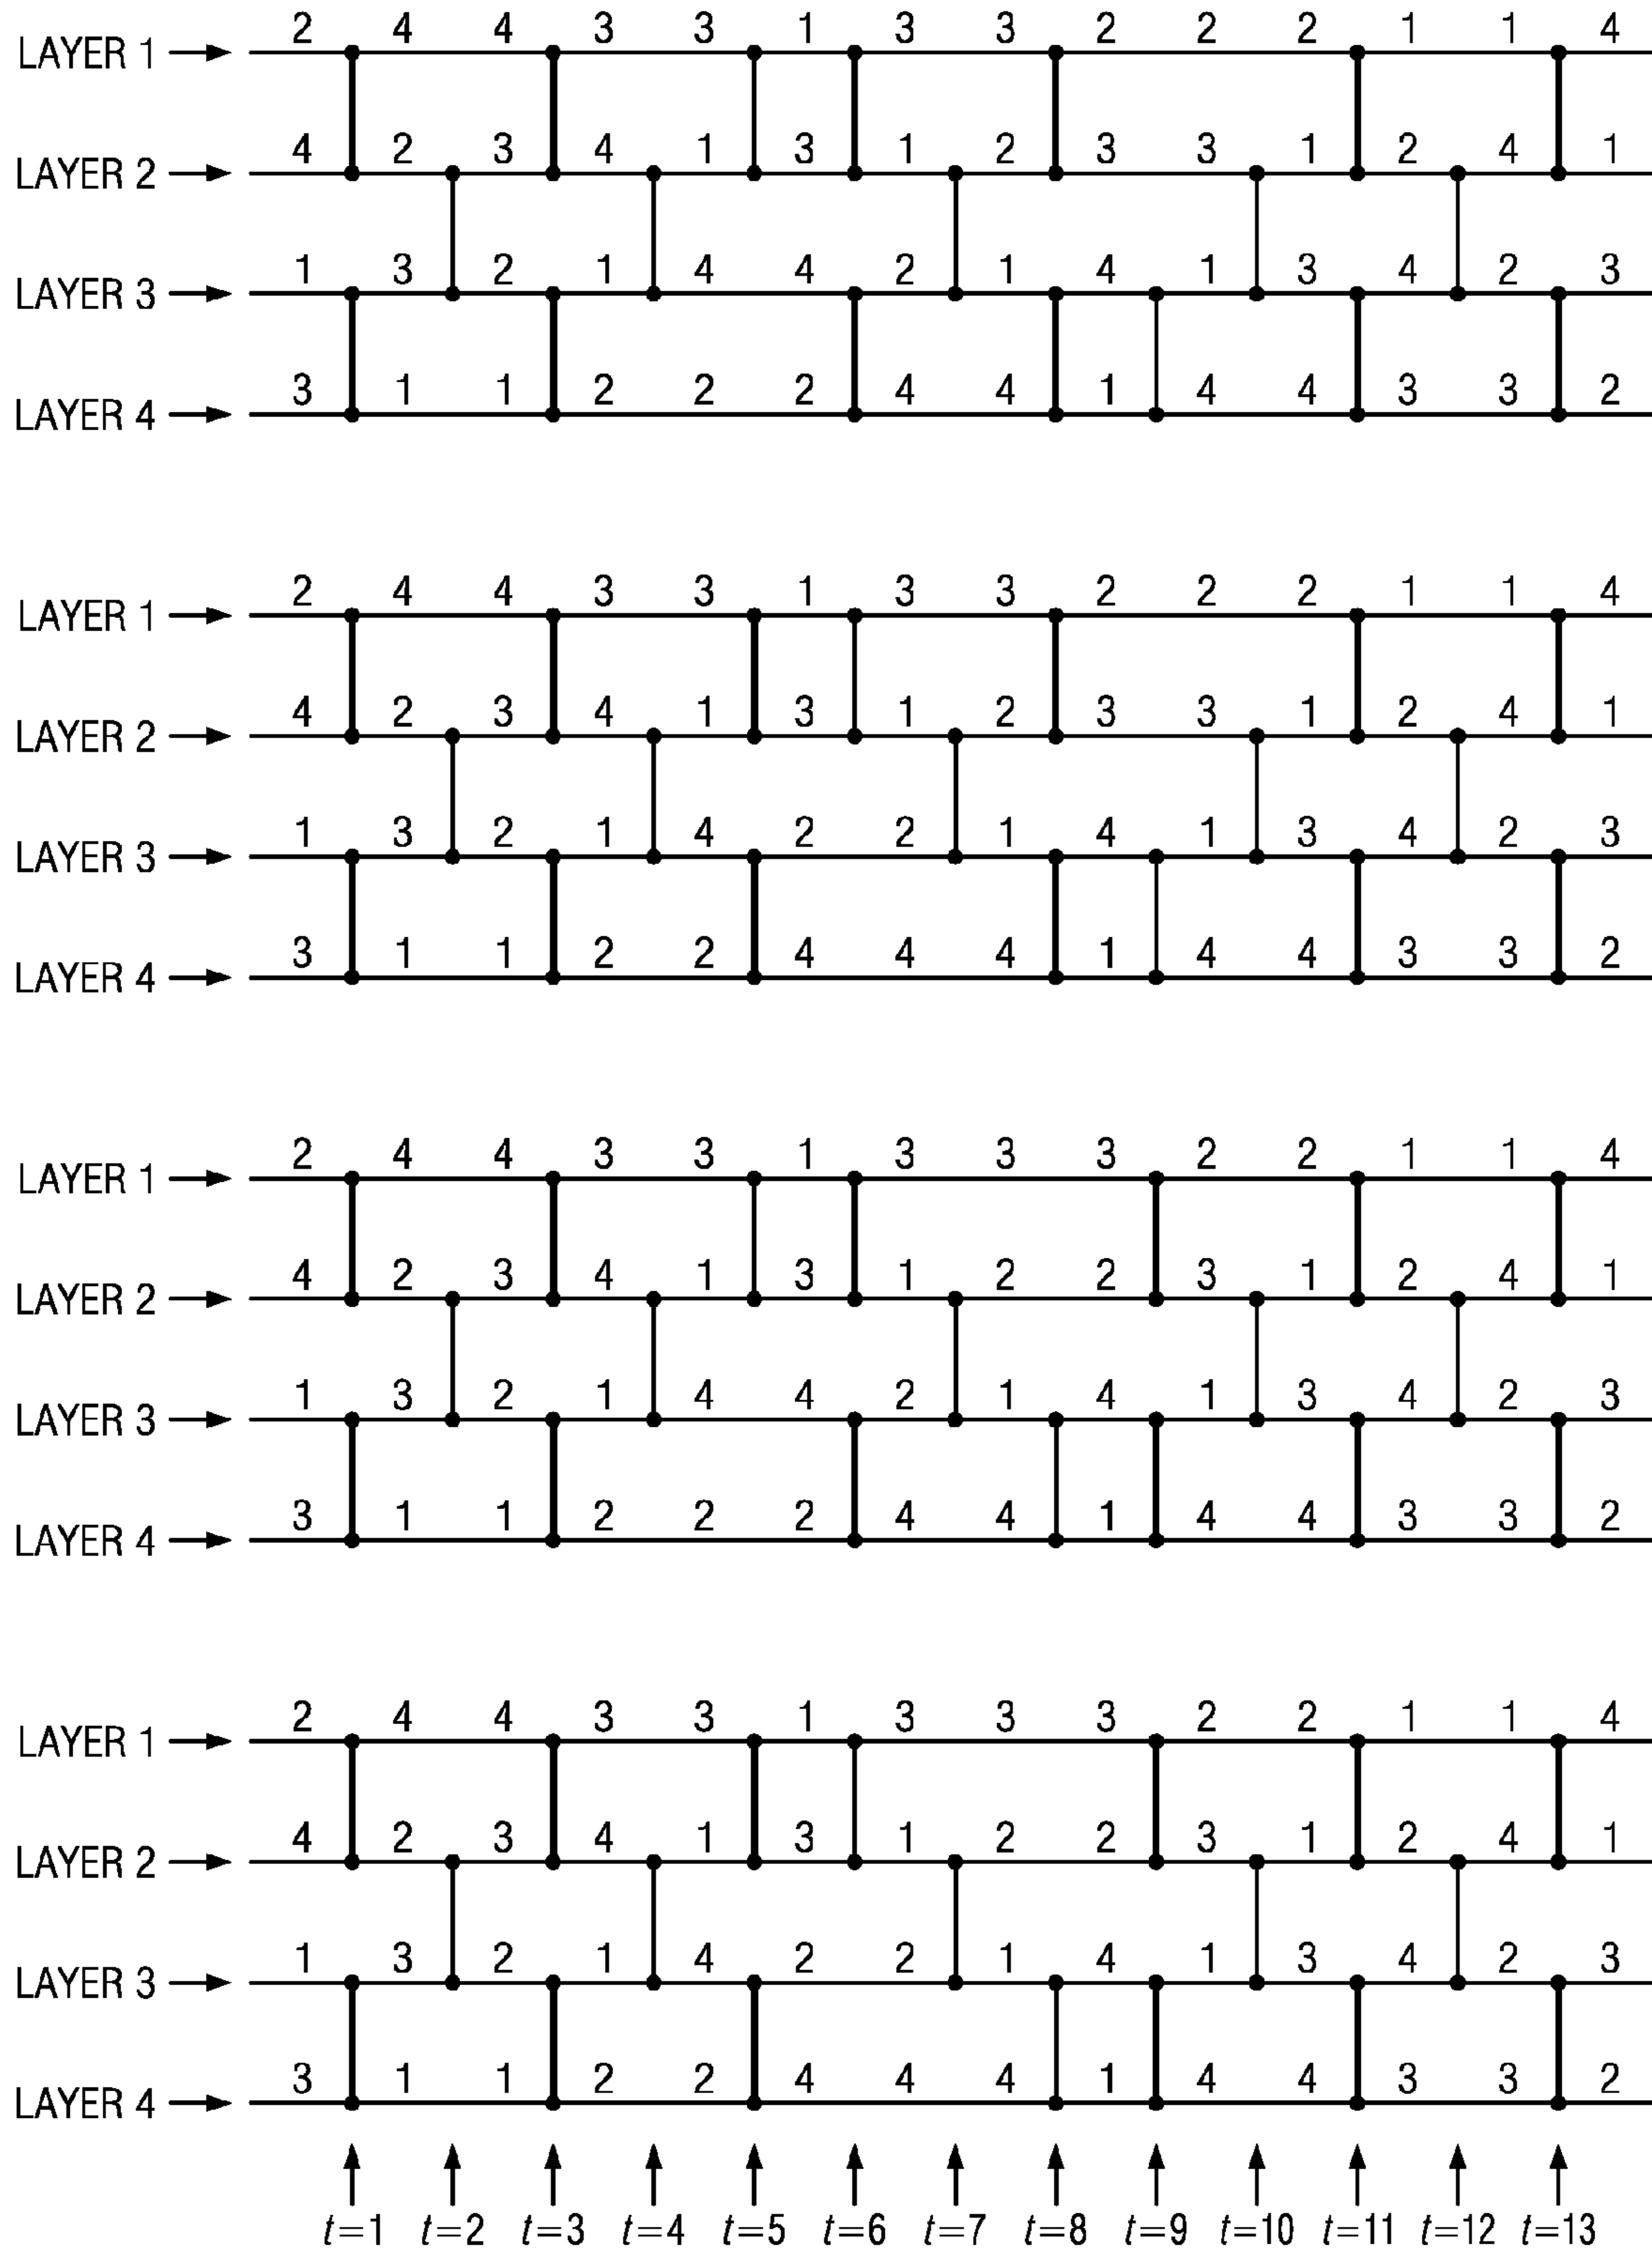 2 4 4 3 3 1 3 3 2 2 2 1 1 4
LAYER 1
4 2 3 4 1 3 1 2 3 3 1 2 4 1
LAYER 2
1 3 2 1 4 4 2 1 4 1 3 4 2 3
LAYER 3
3 1 1 2 2 2 4 4 1 4 4 3 3 2
LAYER 4
2 4 4 3 3 1 3 3 2 2 2 1 1 4
LAYER 1
4 2 3 4 1 3 1 2 3 3 1 2 4 1
LAYER 2
1 3 2 1 4 2 2 1 4 1 3 4 2 3
LAYER 3
3 1 1 2 2 4 4 4 1 4 4 3 3 2
LAYER 4
2 4 4 3 3 1 3 3 3 2 2 1 1 4
LAYER 1
4 2 3 4 1 3 1 2 2 3 1 2 4 1
LAYER 2
1 3 2 1 4 4 2 1 4 1 3 4 2 3
LAYER 3
3 1 1 2 2 2 4 4 1 4 4 3 3 2
LAYER 4
2 4 4 3 3 1 3 3 3 2 2 1 1 4
LAYER 1
4 2 3 4 1 3 1 2 2 3 1 2 4 1
LAYER 2
1 3 2 1 4 2 2 1 4 1 3 4 2 3
LAYER 3
3 1 1 2 2 4 4 4 1 4 4 3 3 2
LAYER 4
t=1 t=2 t=3 t=4 t=5 t=6 t=7 t=8 t=9 t=10 t=11 t=12 t=13